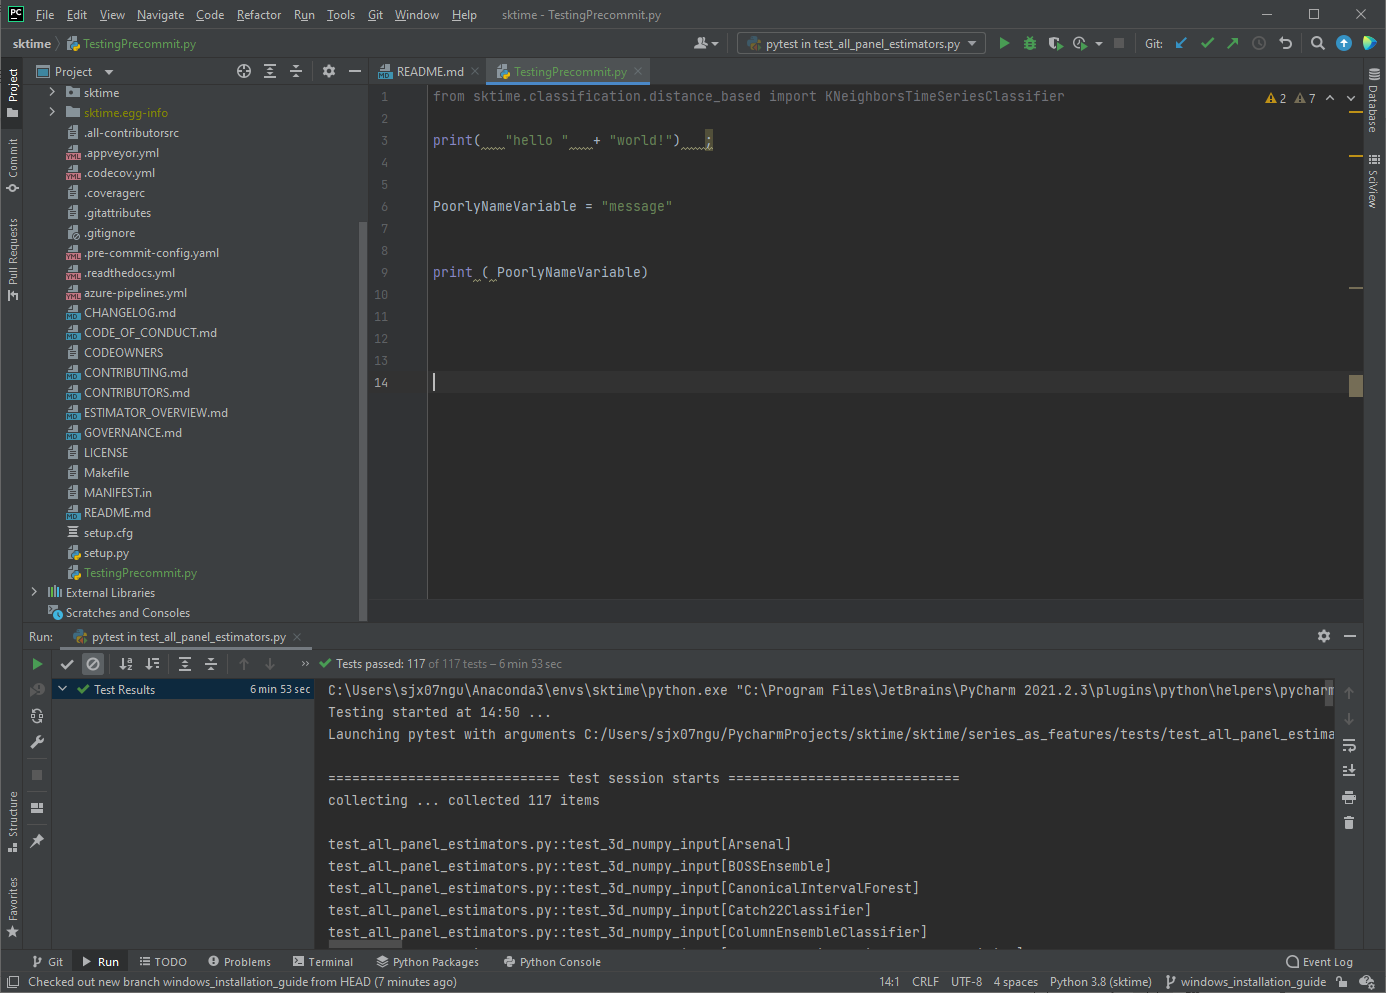 PC File Edit View Navigate Code Refactor Run Tools Git Window Help sktime - TestingPrecommit.py
sktime TestingPrecommit.py pytest in test_all_panel_estimators.py Git:
Project
README.md TestingPrecommit.py
sktime
sktime.egg-info
.all-contributorsrc
.appveyor.yml
.codecov.yml
.coveragerc
.gitattributes
.gitignore
.pre-commit-config.yaml
.readthedocs.yml
azure-pipelines.yml
CHANGELOG.md
CODE_OF_CONDUCT.md
CODEOWNERS
CONTRIBUTING.md
CONTRIBUTORS.md
ESTIMATOR_OVERVIEW.md
GOVERNANCE.md
LICENSE
Makefile
MANIFEST.in
README.md
setup.cfg
setup.py
TestingPrecommit.py
External Libraries
Scratches and Consoles
1 from sktime.classification.distance_based import KNeighborsTimeSeriesClassifier
2
3 print(   "hello "   + "world!")   ;
4
5
6 PoorlyNameVariable = "message"
7
8
9 print ( PoorlyNameVariable)
10
11
12
13
14
2 7
Project
Commit
Pull Requests
Structure
Favorites
Database
SciView
Run: pytest in test_all_panel_estimators.py
Tests passed: 117 of 117 tests – 6 min 53 sec
Test Results 6 min 53 sec
C:\Users\sjx07ngu\Anaconda3\envs\sktime\python.exe "C:\Program Files\JetBrains\PyCharm 2021.2.3\plugins\python\helpers\pycharm
Testing started at 14:50 ...
Launching pytest with arguments C:/Users/sjx07ngu/PycharmProjects/sktime/sktime/series_as_features/tests/test_all_panel_estima
============================= test session starts =============================
collecting ... collected 117 items
test_all_panel_estimators.py::test_3d_numpy_input[Arsenal]
test_all_panel_estimators.py::test_3d_numpy_input[BOSSEnsemble]
test_all_panel_estimators.py::test_3d_numpy_input[CanonicalIntervalForest]
test_all_panel_estimators.py::test_3d_numpy_input[Catch22Classifier]
test_all_panel_estimators.py::test_3d_numpy_input[ColumnEnsembleClassifier]
Git Run TODO Problems Terminal Python Packages Python Console Event Log
Checked out new branch windows_installation_guide from HEAD (7 minutes ago) 14:1 CRLF UTF-8 4 spaces Python 3.8 (sktime) windows_installation_guide